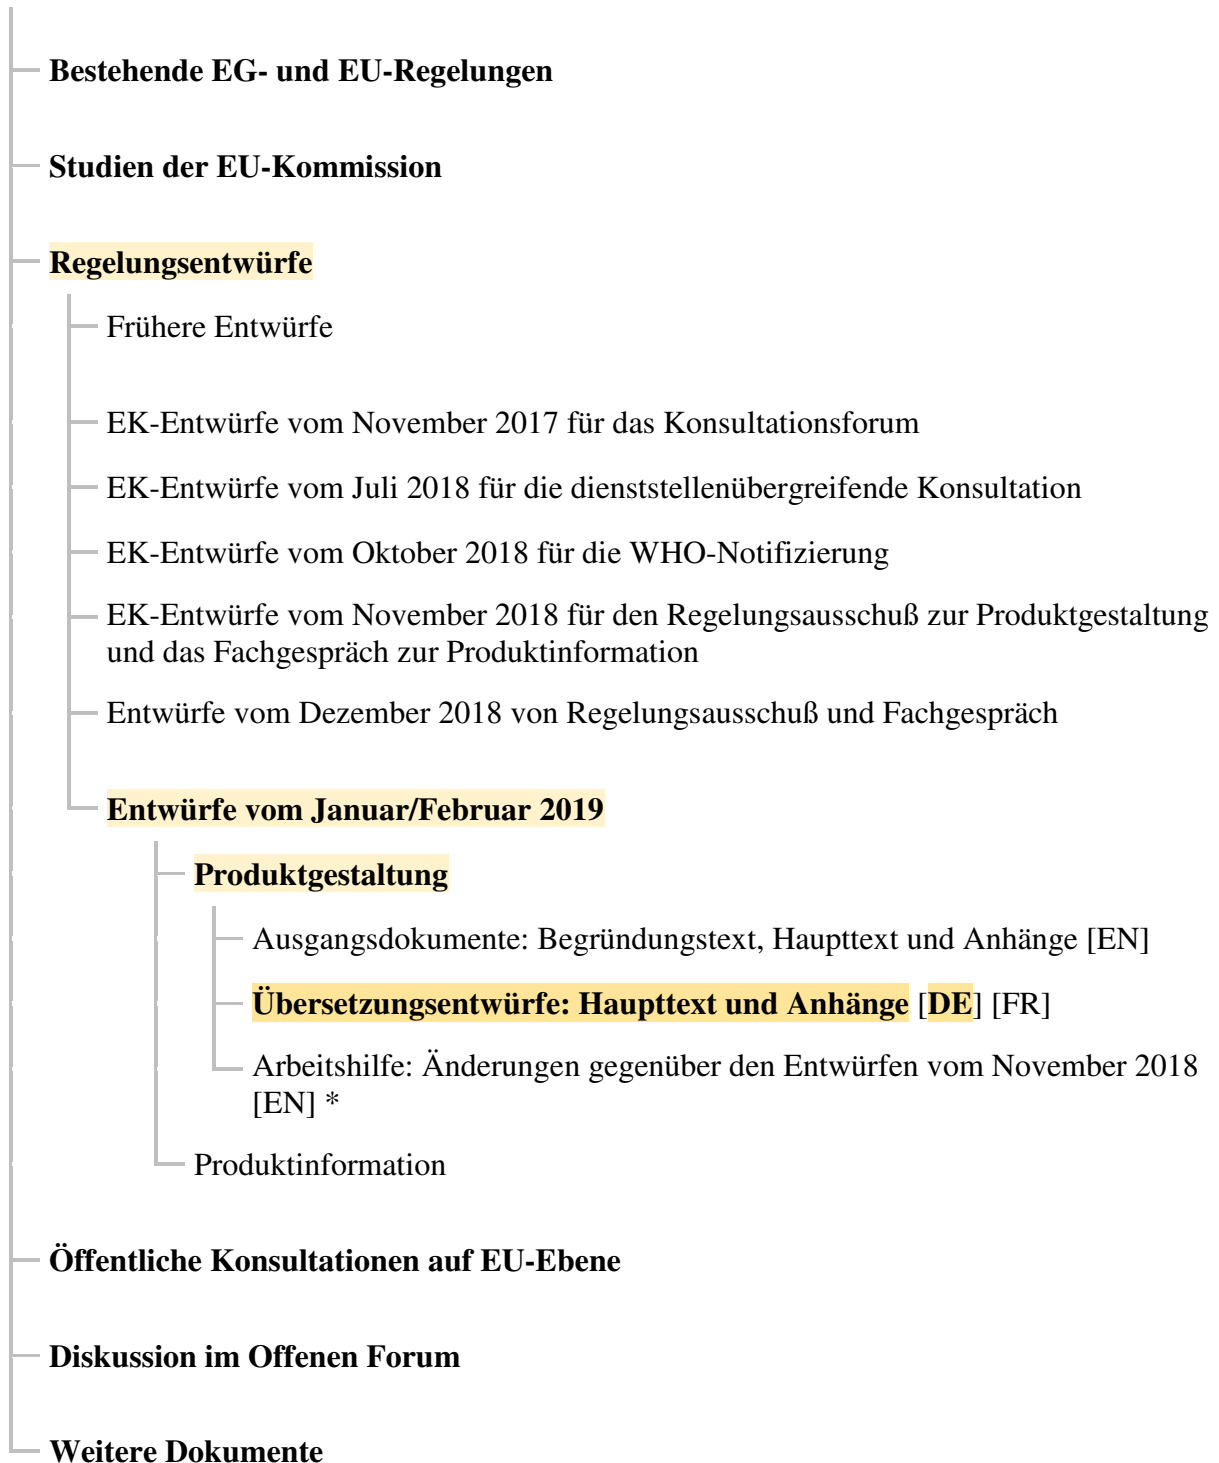 Bestehende EG- und EU-Regelungen
Studien der EU-Kommission
Regelungsentwürfe
Frühere Entwürfe
EK-Entwürfe vom November 2017 für das Konsultationsforum
EK-Entwürfe vom Juli 2018 für die dienststellenübergreifende Konsultation
EK-Entwürfe vom Oktober 2018 für die WHO-Notifizierung
EK-Entwürfe vom November 2018 für den Regelungsausschuß zur Produktgestaltung
und das Fachgespräch zur Produktinformation
Entwürfe vom Dezember 2018 von Regelungsausschuß und Fachgespräch
Entwürfe vom Januar/Februar 2019
Produktgestaltung
Ausgangsdokumente: Begründungstext, Haupttext und Anhänge [EN]
Übersetzungsentwürfe: Haupttext und Anhänge [DE] [FR]
Arbeitshilfe: Änderungen gegenüber den Entwürfen vom November 2018
[EN] *
Produktinformation
Öffentliche Konsultationen auf EU-Ebene
Diskussion im Offenen Forum
Weitere Dokumente